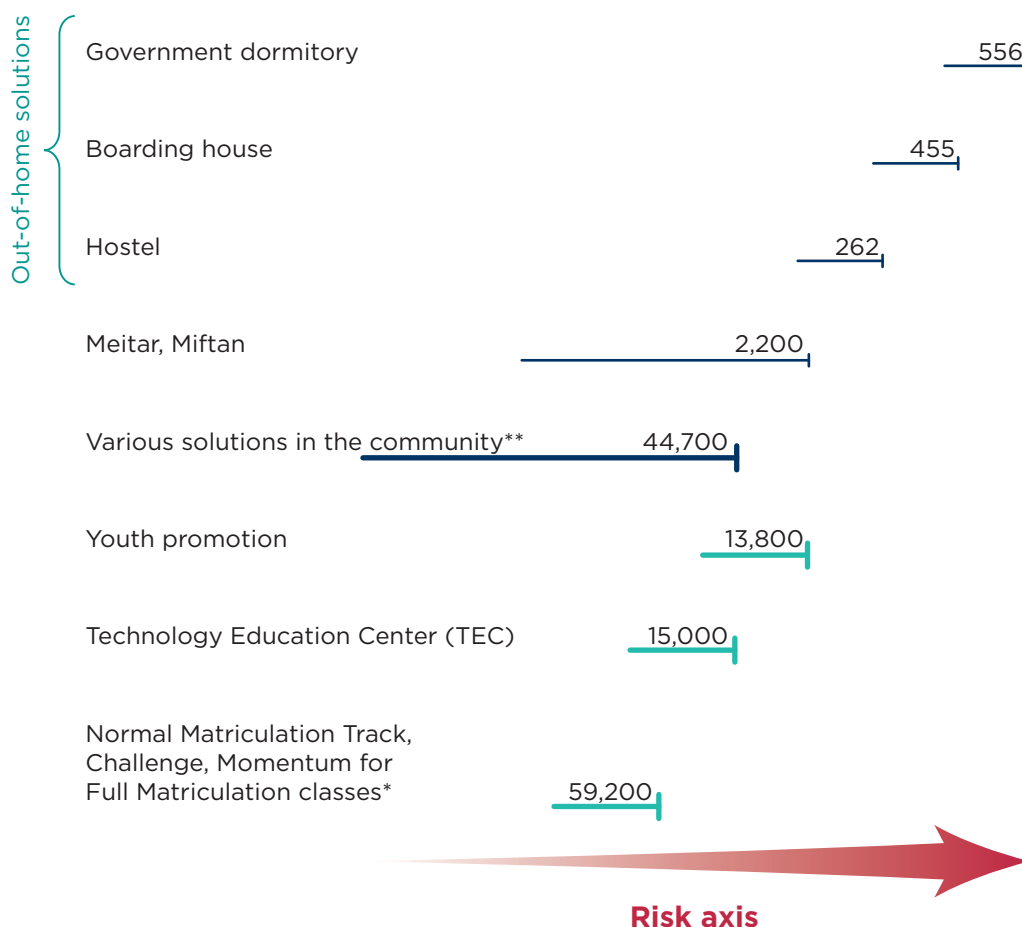 Out-of-home solutions
Government dormitory 556
Boarding house 455
Hostel 262
Meitar, Miftan 2,200
Various solutions in the community** 44,700
Youth promotion 13,800
Technology Education Center (TEC) 15,000
Normal Matriculation Track,
Challenge, Momentum for
Full Matriculation classes* 59,200
Risk axis